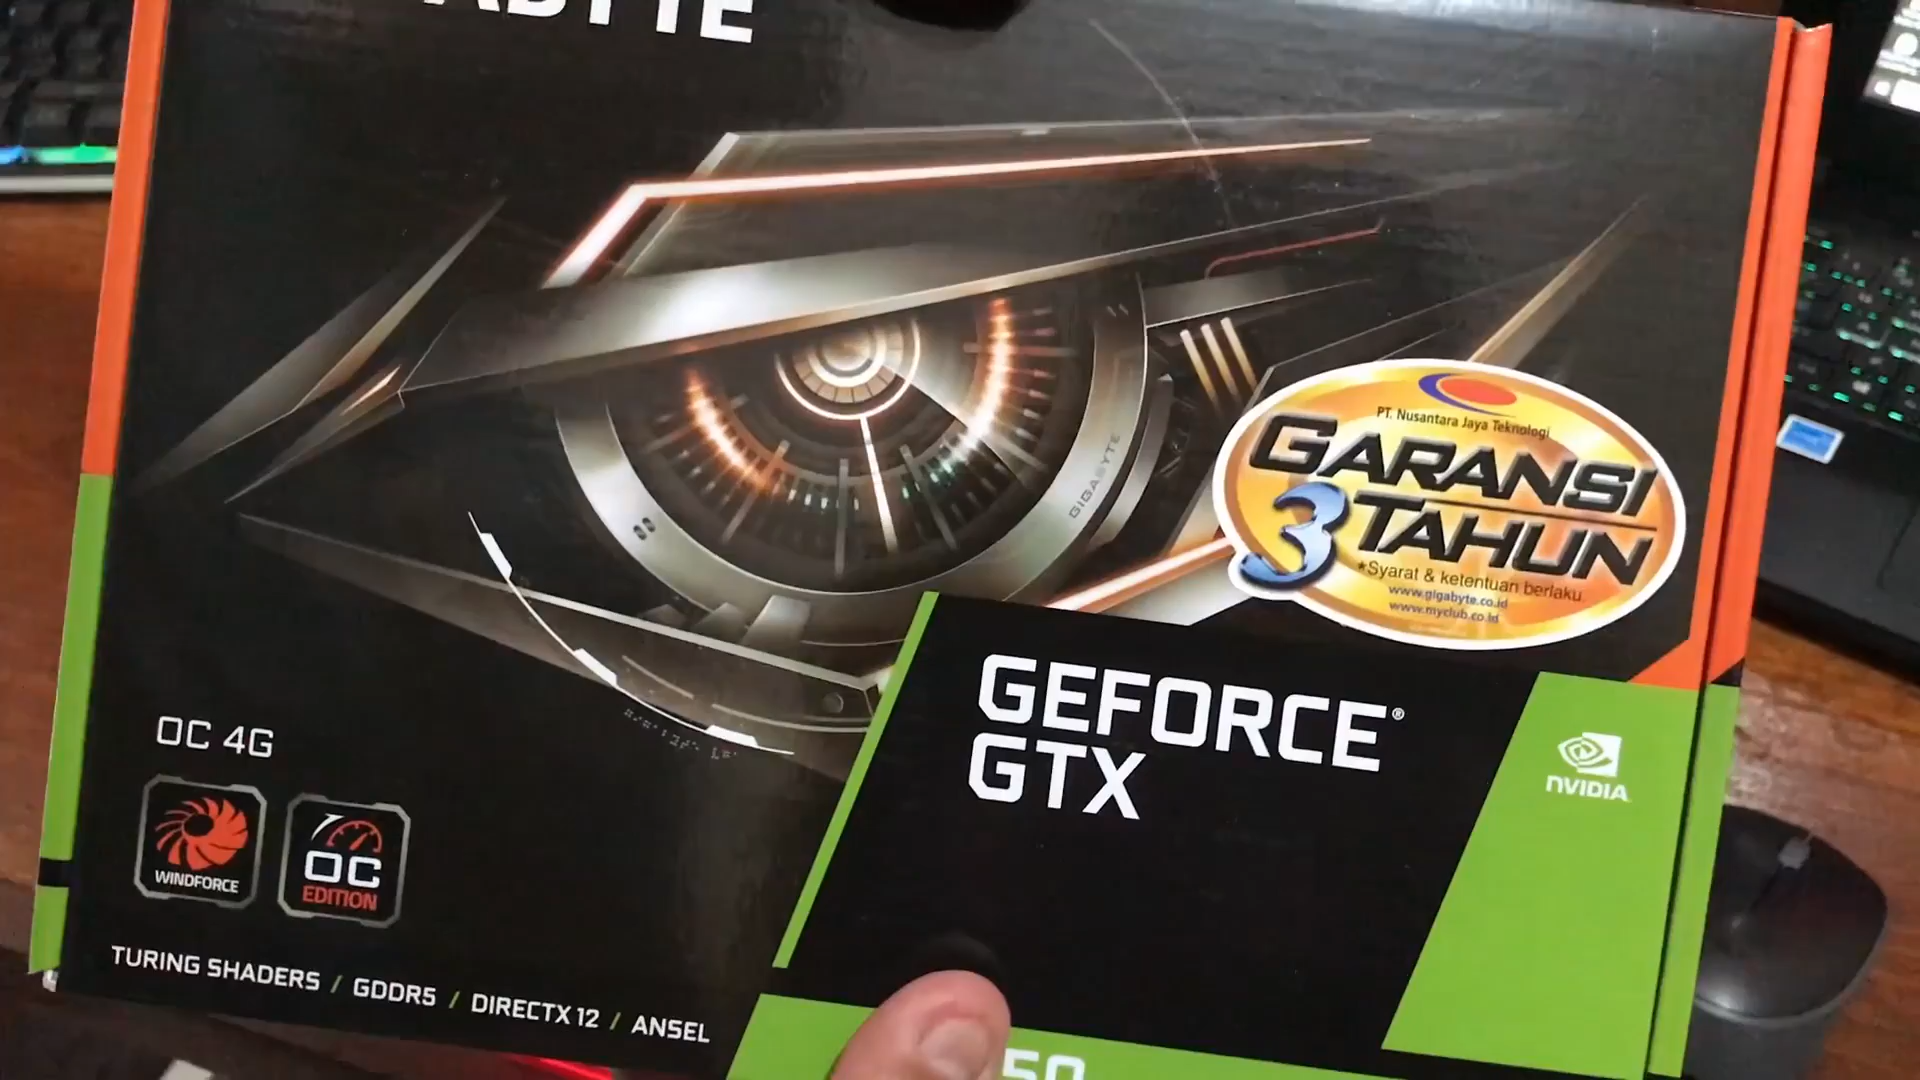 GIGABYTE
PT. Nusantara Jaya Teknologi
GARANSI
3 TAHUN
*Syarat & ketentuan berlaku.
www.gigabyte.co.id
www.myclub.co.id
GEFORCE®
GTX
NVIDIA
OC 4G
WINDFORCE
OC
EDITION
TURING SHADERS / GDDR5 / DIRECTX 12 / ANSEL
50